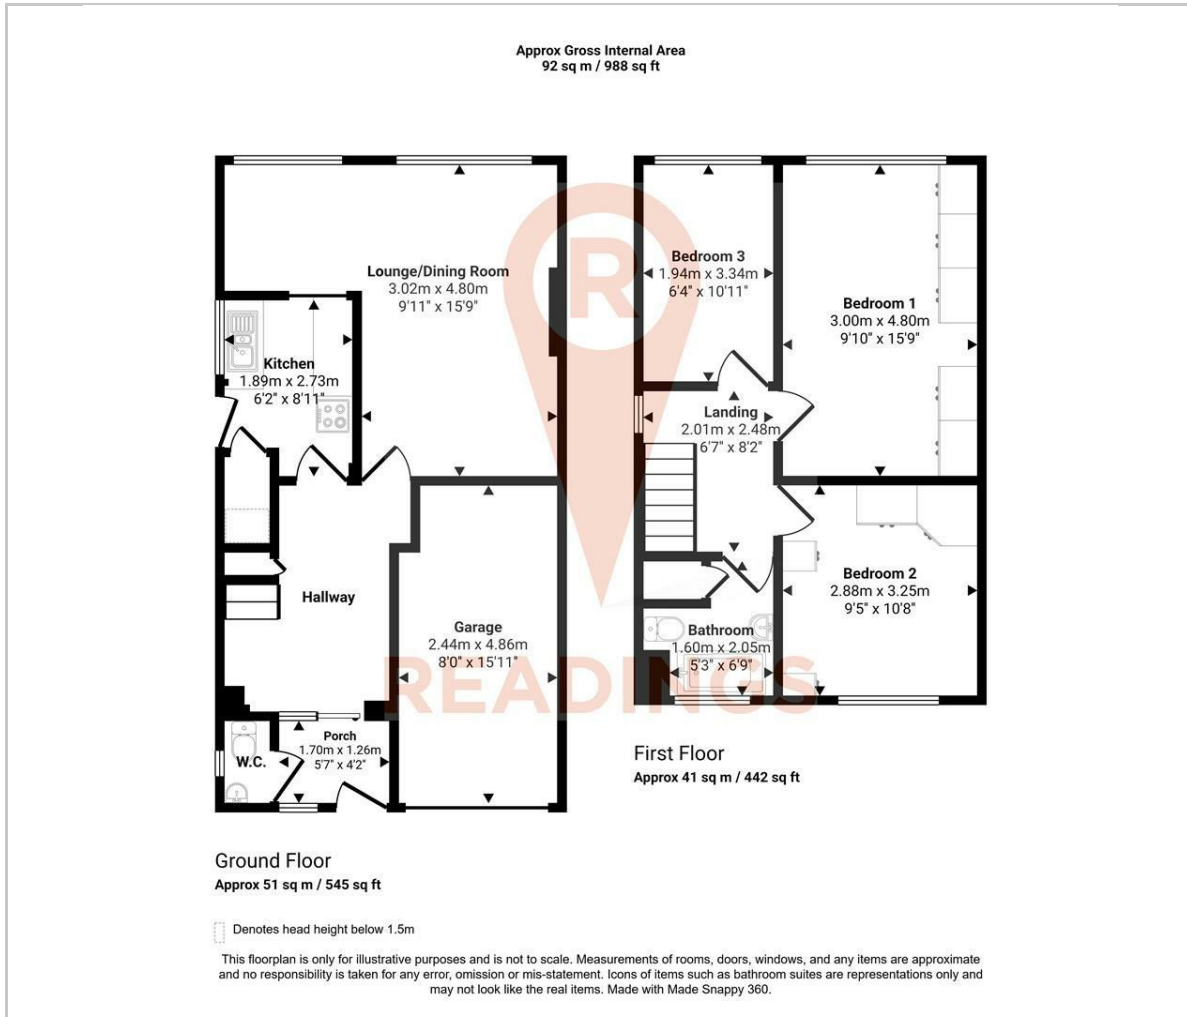 Approx Gross Internal Area
92 sq m / 988 sq ft
Lounge/Dining Room
3.02m x 4.80m
9'11" x 15'9"
Kitchen
1.89m x 2.73m
6'2" x 8'11"
Hallway
Garage
2.44m x 4.86m
8'0" x 15'11"
Porch
1.70m x 1.26m
5'7" x 4'2"
W.C.
Ground Floor
Approx 51 sq m / 545 sq ft
Bedroom 3
1.94m x 3.34m
6'4" x 10'11"
Bedroom 1
3.00m x 4.80m
9'10" x 15'9"
Landing
2.01m x 2.48m
6'7" x 8'2"
Bedroom 2
2.88m x 3.25m
9'5" x 10'8"
Bathroom
1.60m x 2.05m
5'3" x 6'9"
First Floor
Approx 41 sq m / 442 sq ft
R
READINGS
Denotes head height below 1.5m
This floorplan is only for illustrative purposes and is not to scale. Measurements of rooms, doors, windows, and any items are approximate
and no responsibility is taken for any error, omission or mis-statement. Icons of items such as bathroom suites are representations only and
may not look like the real items. Made with Made Snappy 360.